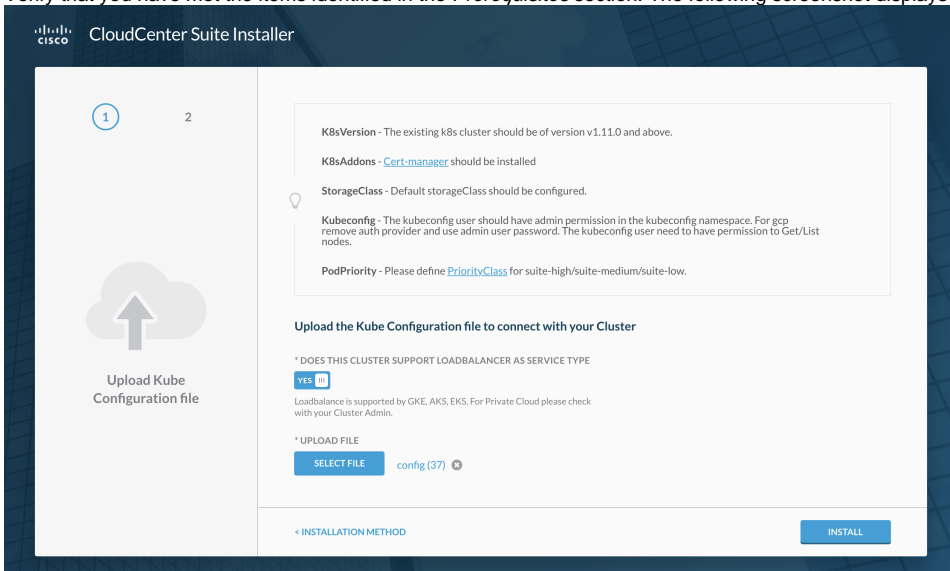 verify that you have met the items identified in the Prerequisites section. The following screenshot displays
CISCO CloudCenter Suite Installer
1 2
K8sVersion - The existing k8s cluster should be of version v1.11.0 and above.
K8sAddons - Cert-manager should be installed
StorageClass - Default storageClass should be configured.
Kubeconfig - The kubeconfig user should have admin permission in the kubeconfig namespace. For gcp
remove auth provider and use admin user password. The kubeconfig user need to have permission to Get/List
nodes.
PodPriority - Please define PriorityClass for suite-high/suite-medium/suite-low.
Upload Kube
Configuration file
Upload the Kube Configuration file to connect with your Cluster
* DOES THIS CLUSTER SUPPORT LOADBALANCER AS SERVICE TYPE
YES
Loadbalance is supported by GKE, AKS, EKS. For Private Cloud please check
with your Cluster Admin.
* UPLOAD FILE
SELECT FILE config (37)
< INSTALLATION METHOD
INSTALL